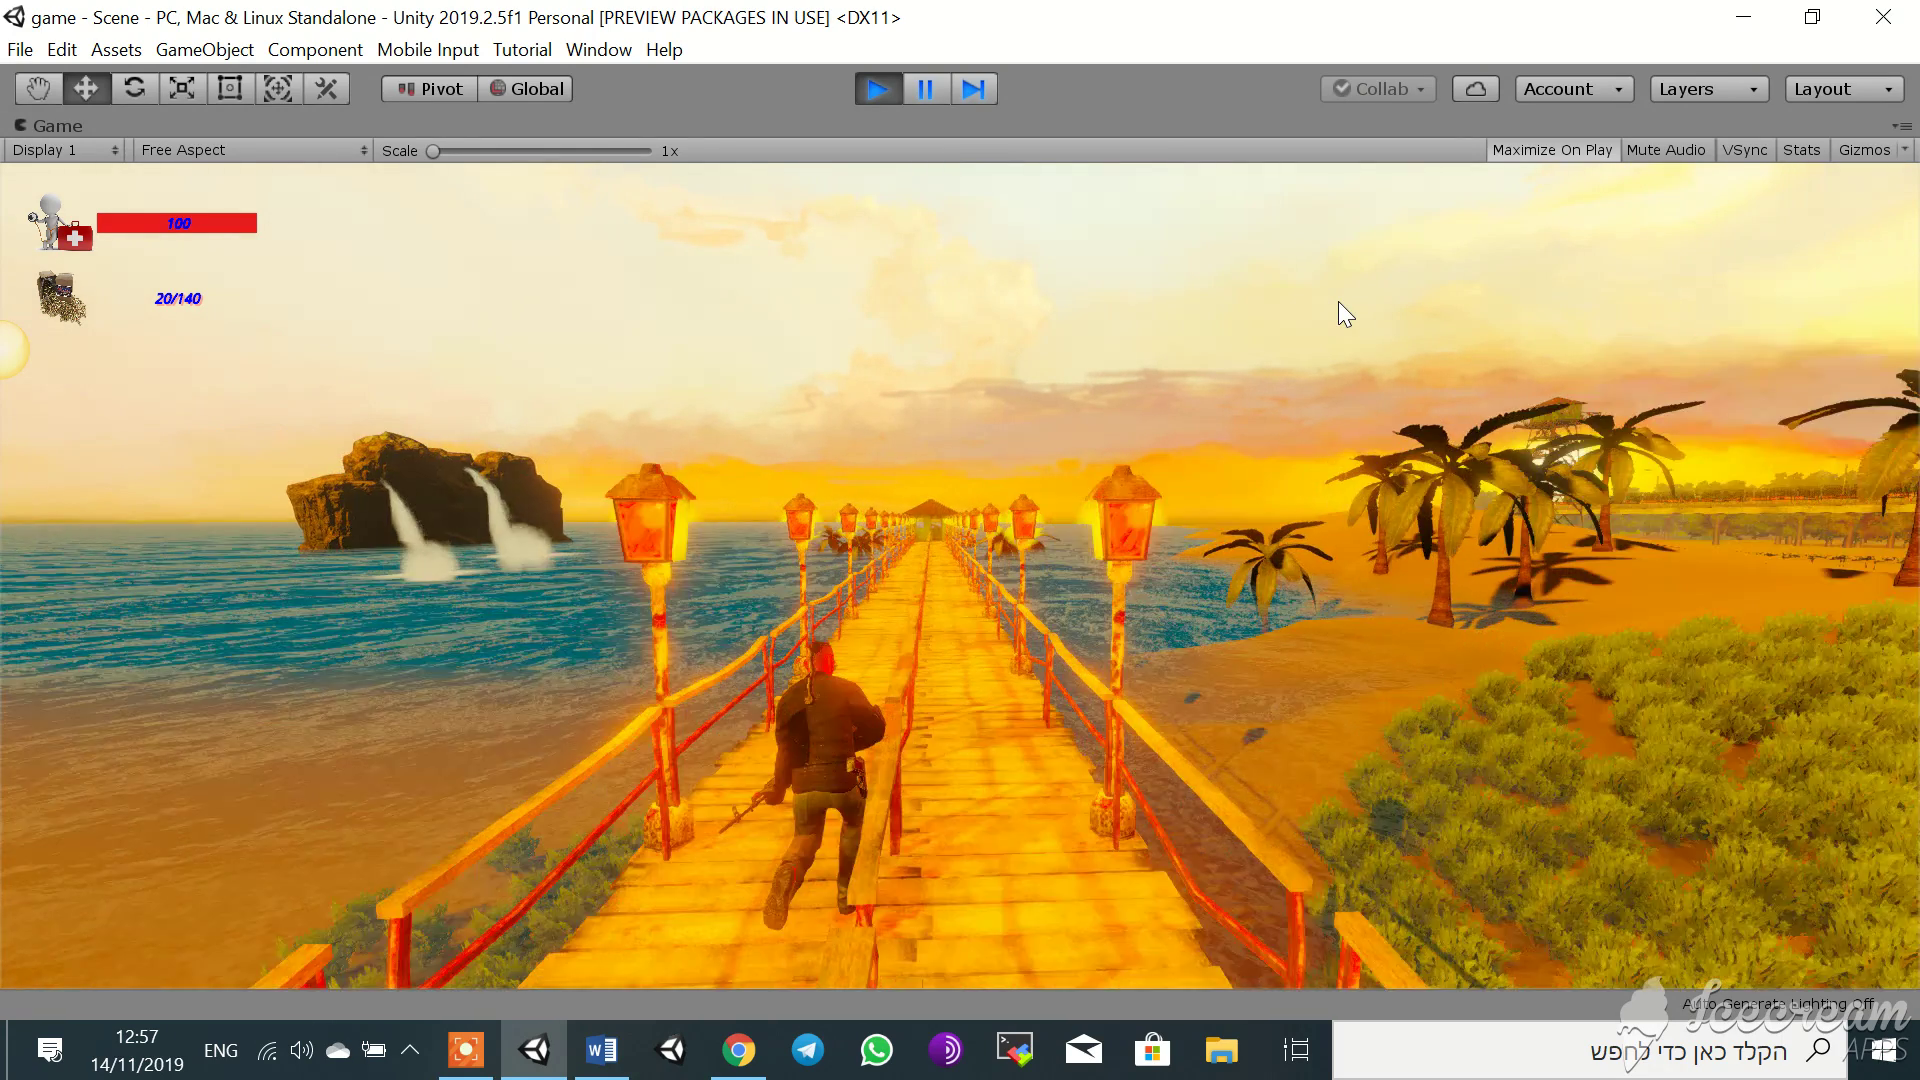 game - Scene - PC, Mac & Linux Standalone - Unity 2019.2.5f1 Personal [PREVIEW PACKAGES IN USE] <DX11>
File Edit Assets GameObject Component Mobile Input Tutorial Window Help
Pivot Global Collab Account Layers Layout
Game
Display 1 Free Aspect Scale 1x Maximize On Play Mute Audio VSync Stats Gizmos
100
20/140
Auto Generate Lighting Off
Icecream
APPS
12:57
14/11/2019
ENG
הקלד כאן כדי לחפש